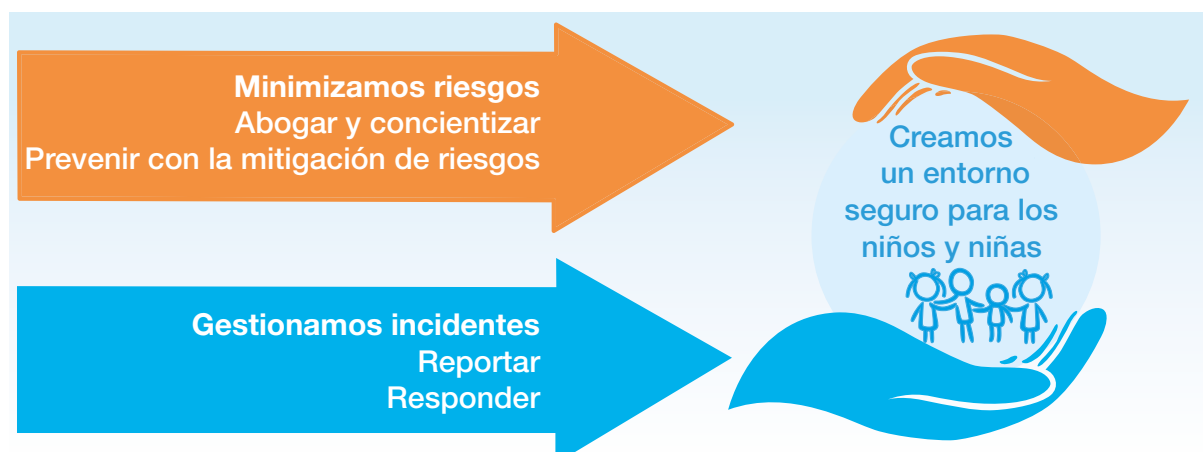 Minimizamos riesgos
Abogar y concientizar
Prevenir con la mitigación de riesgos
Gestionamos incidentes
Reportar
Responder
Creamos
un entorno
seguro para los
niños y niñas